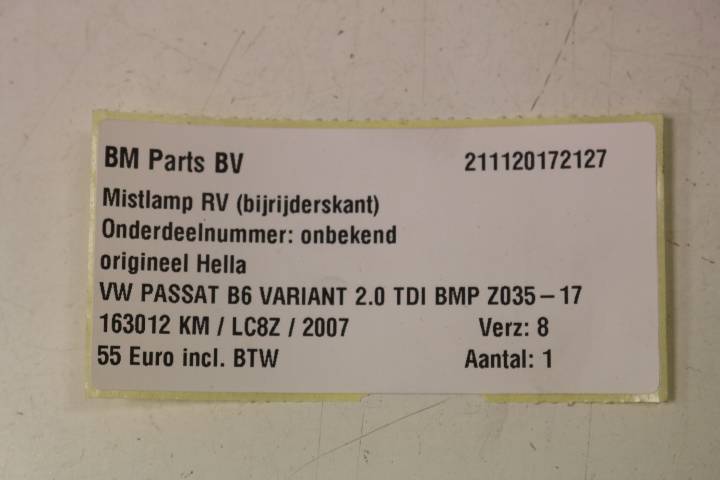 BM Parts BV 211120172127
Mistlamp RV (bijrijderskant)
Onderdeelnummer: onbekend
origineel Hella
VW PASSAT B6 VARIANT 2.0 TDI BMP Z035-17
163012 KM / LC8Z / 2007 Verz: 8
55 Euro incl. BTW Aantal: 1